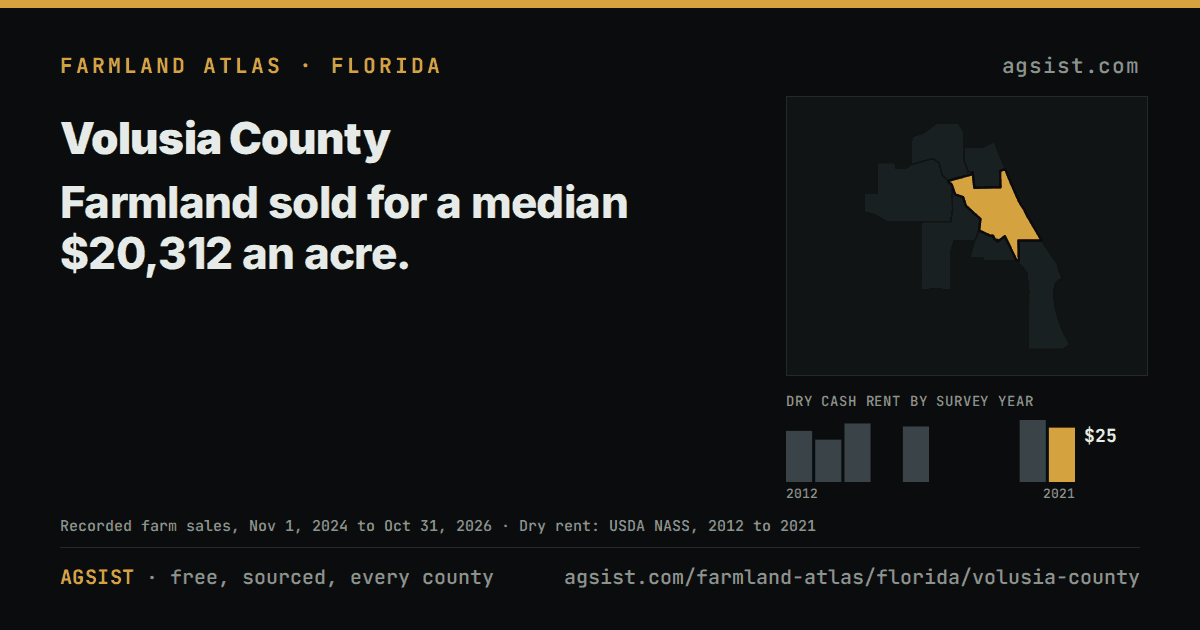 FARMLAND ATLAS · FLORIDA
agsist.com
Volusia County
Farmland sold for a median
$20,312 an acre.
DRY CASH RENT BY SURVEY YEAR
$25
2012
2021
Recorded farm sales, Nov 1, 2024 to Oct 31, 2026 · Dry rent: USDA NASS, 2012 to 2021
AGSIST · free, sourced, every county
agsist.com/farmland-atlas/florida/volusia-county